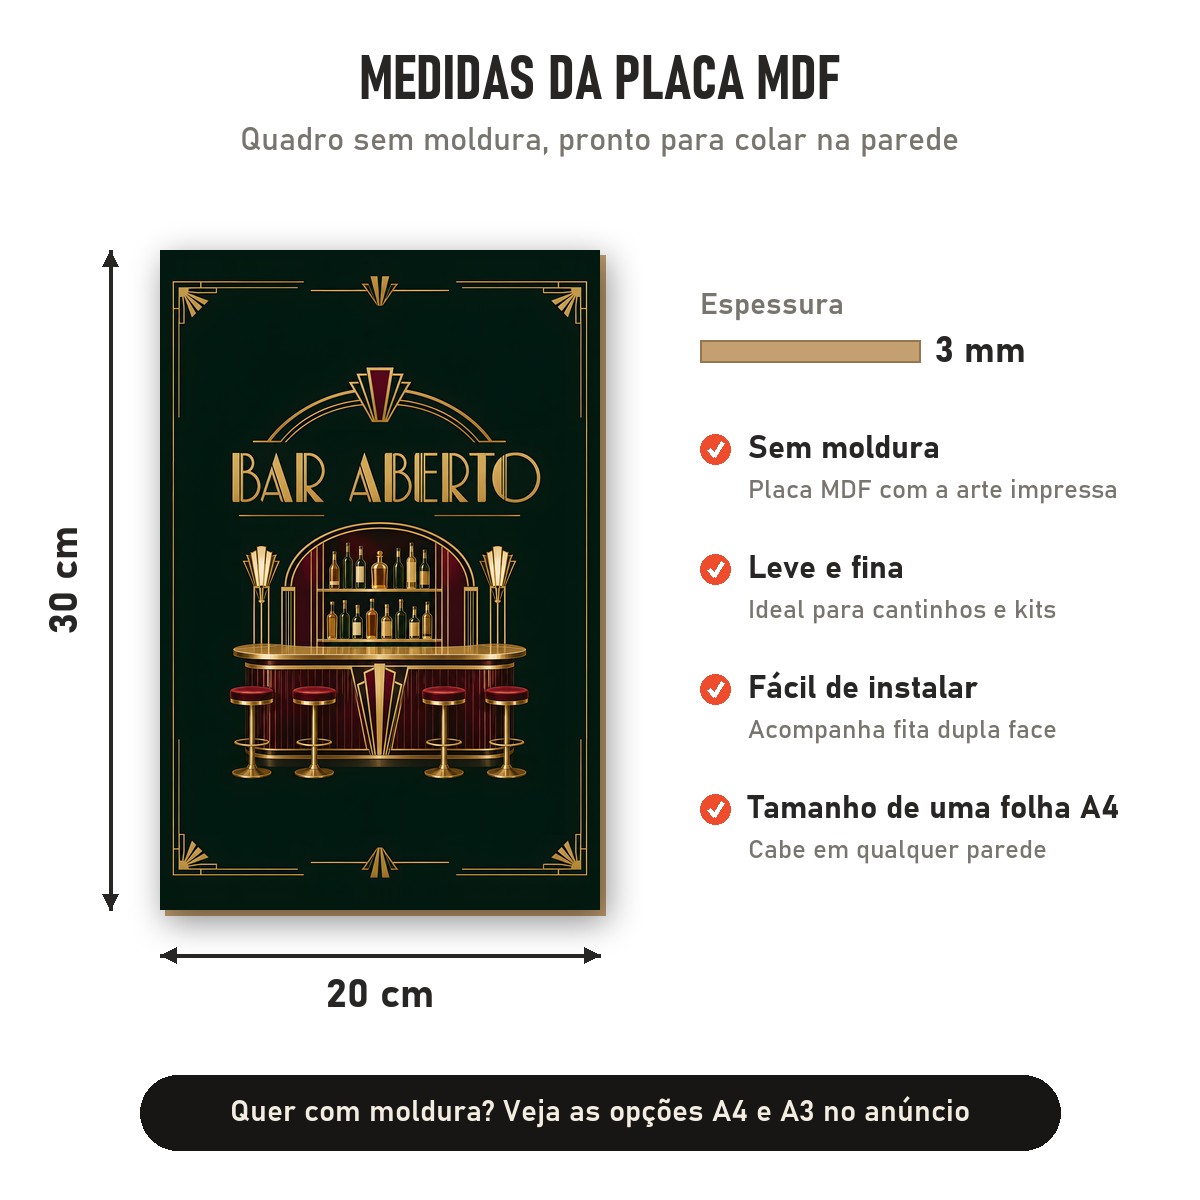 MEDIDAS DA PLACA MDF
Quadro sem moldura, pronto para colar na parede
BAR ABERTO
30 cm
20 cm
Espessura
3 mm
Sem moldura
Placa MDF com a arte impressa
Leve e fina
Ideal para cantinhos e kits
Fácil de instalar
Acompanha fita dupla face
Tamanho de uma folha A4
Cabe em qualquer parede
Quer com moldura? Veja as opções A4 e A3 no anúncio